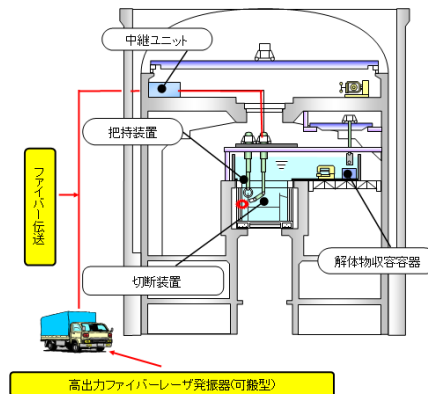 中継ユニット
把持装置
ファイバー伝送
切断装置
解体物収容容器
高出力ファイバーレーザ発振器(可搬型)